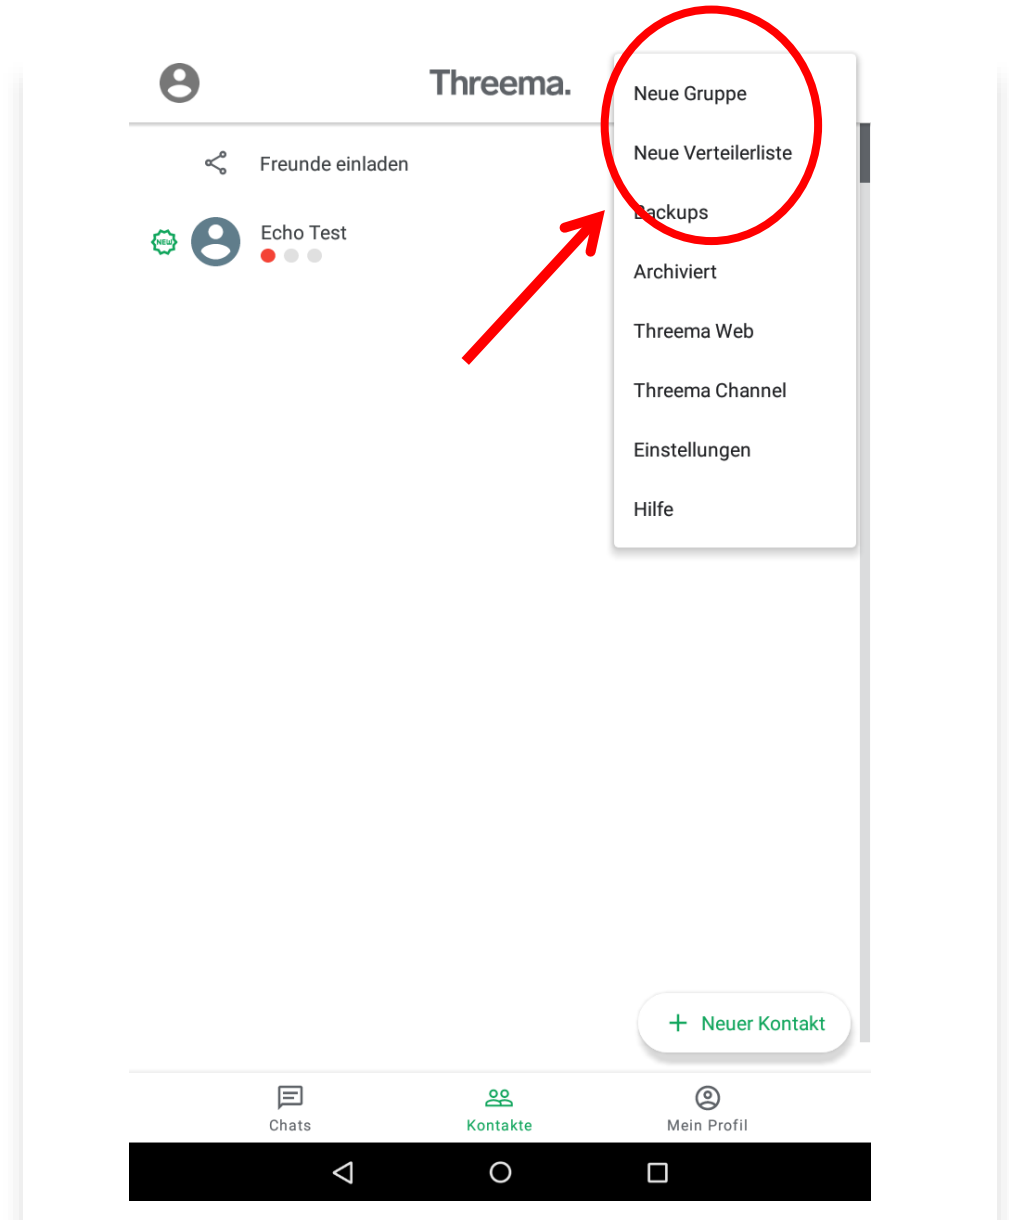 Threema.
Neue Gruppe
Neue Verteilerliste
Backups
Archiviert
Threema Web
Threema Channel
Einstellungen
Hilfe
Freunde einladen
NEW
Echo Test
+ Neuer Kontakt
Chats
Kontakte
Mein Profil